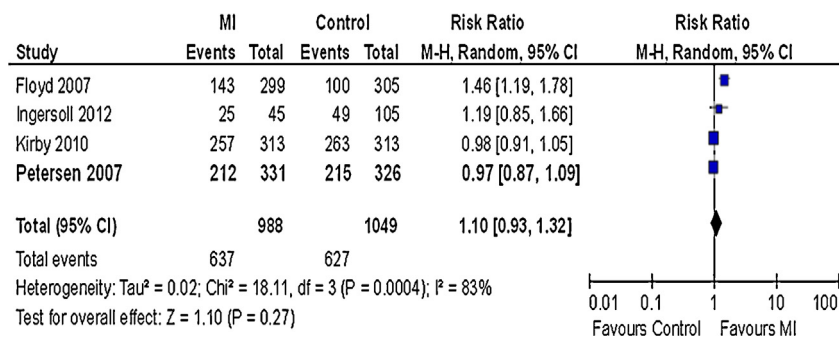 MI Control Risk Ratio Risk Ratio
Study Events Total Events Total M-H, Random, 95% CI M-H, Random, 95% CI
Floyd 2007 143 299 100 305 1.46 [1.19, 1.78]
Ingersoll 2012 25 45 49 105 1.19 [0.85, 1.66]
Kirby 2010 257 313 263 313 0.98 [0.91, 1.05]
Petersen 2007 212 331 215 326 0.97 [0.87, 1.09]
Total (95% CI) 988 1049 1.10 [0.93, 1.32]
Total events 637 627
Heterogeneity: Tau² = 0.02; Chi² = 18.11, df = 3 (P = 0.0004); I² = 83%
Test for overall effect: Z = 1.10 (P = 0.27)
0.01 0.1 1 10 100
Favours Control Favours MI